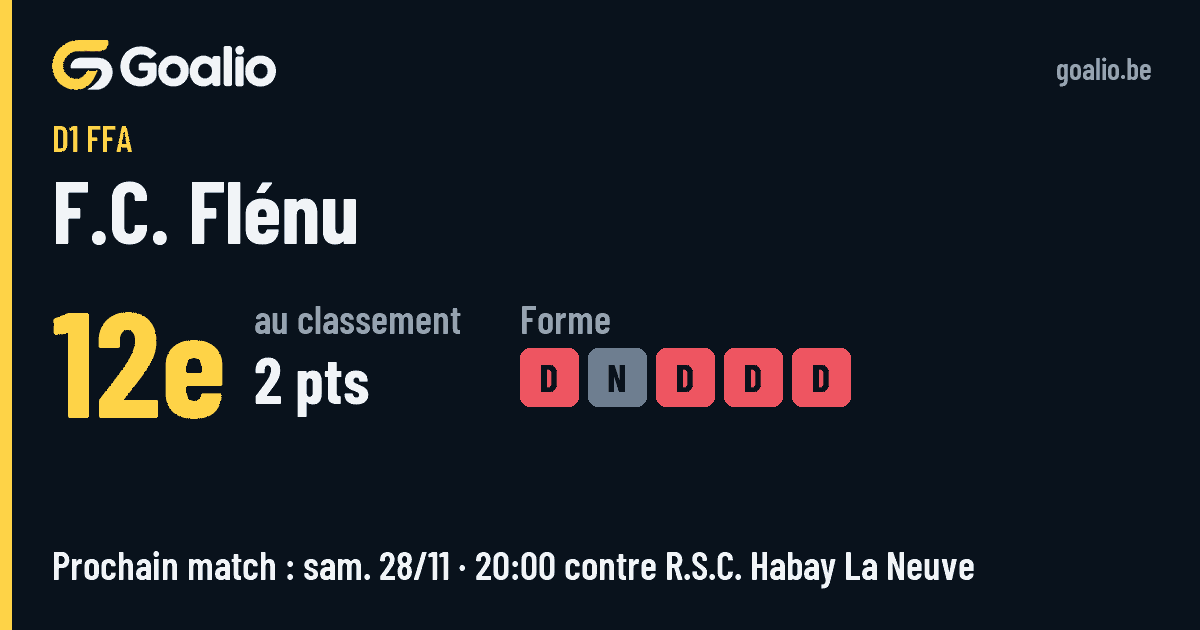 Goalio
goalio.be
D1 FFA
F.C. Flénu
12e
au classement
2 pts
Forme
D N D D D
Prochain match : sam. 28/11 · 20:00 contre R.S.C. Habay La Neuve